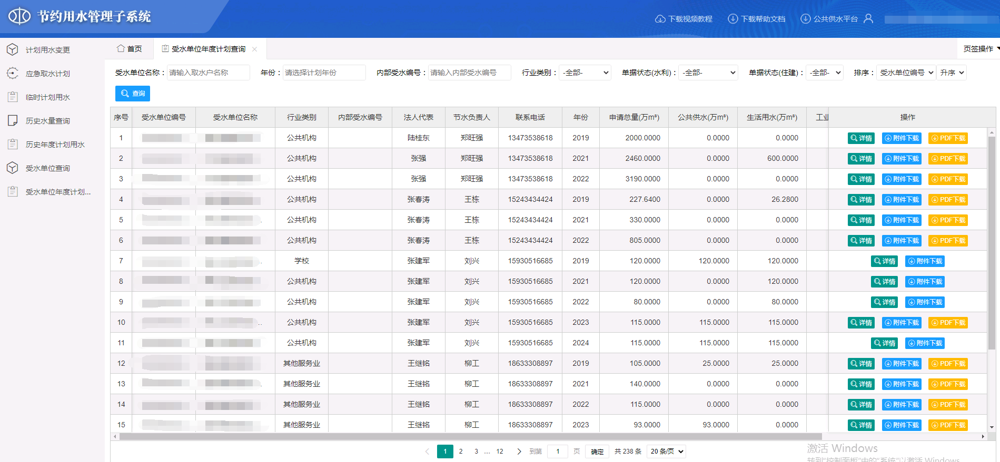 节约用水管理子系统
下载视频教程 下载帮助文档 公共供水平台
计划用水变更
应急取水计划
临时计划用水
历史水量查询
历史年度计划用水
受水单位查询
受水单位年度计划...
首页 受水单位年度计划查询 × 页签操作
受水单位名称： 请输入取水户名称 年份： 请选择计划年份 内部受水编号： 请输入内部受水编号 行业类别： -全部- 单据状态(水利)： -全部- 单据状态(住建)： -全部- 排序： 受水单位编号 升序
查询
序号 受水单位编号 受水单位名称 行业类别 内部受水编号 法人代表 节水负责人 联系电话 年份 申请总量(万m³) 公共供水(万m³) 生活用水(万m³) 工业 操作
1 公共机构 陆桂东 郑旺强 13473538618 2019 2000.0000 0.0000 0.0000 详情 附件下载 PDF下载
2 公共机构 张强 郑旺强 13473538618 2021 2460.0000 0.0000 600.0000 详情 附件下载 PDF下载
3 公共机构 张强 郑旺强 13473538618 2022 3190.0000 0.0000 0.0000 详情 附件下载 PDF下载
4 公共机构 张春涛 王栋 15243434424 2019 227.6400 0.0000 26.2800 详情 附件下载 PDF下载
5 公共机构 张春涛 王栋 15243434424 2021 330.0000 0.0000 0.0000 详情 附件下载 PDF下载
6 公共机构 张春涛 王栋 15243434424 2022 805.0000 0.0000 0.0000 详情 附件下载 PDF下载
7 学校 张建军 刘兴 15930516685 2019 120.0000 120.0000 120.0000 详情 附件下载
8 公共机构 张建军 刘兴 15930516685 2021 120.0000 0.0000 120.0000 详情 附件下载
9 公共机构 张建军 刘兴 15930516685 2022 80.0000 0.0000 80.0000 详情 附件下载
10 公共机构 张建军 刘兴 15930516685 2023 115.0000 115.0000 115.0000 详情 附件下载 PDF下载
11 公共机构 张建军 刘兴 15930516685 2024 115.0000 115.0000 115.0000 详情 附件下载
12 其他服务业 王继铭 柳工 18633308897 2019 105.0000 25.0000 25.0000 详情 附件下载 PDF下载
13 其他服务业 王继铭 柳工 18633308897 2021 140.0000 0.0000 0.0000 详情 附件下载 PDF下载
14 其他服务业 王继铭 柳工 18633308897 2022 115.0000 0.0000 0.0000 详情 附件下载 PDF下载
15 其他服务业 王继铭 柳工 18633308897 2023 93.0000 93.0000 0.0000 详情 附件下载 PDF下载
1 2 3 ... 12 到第 1 页 确定 共 238 条 20 条/页
激活 Windows
转到“控制面板”中的“系统”以激活 Windows